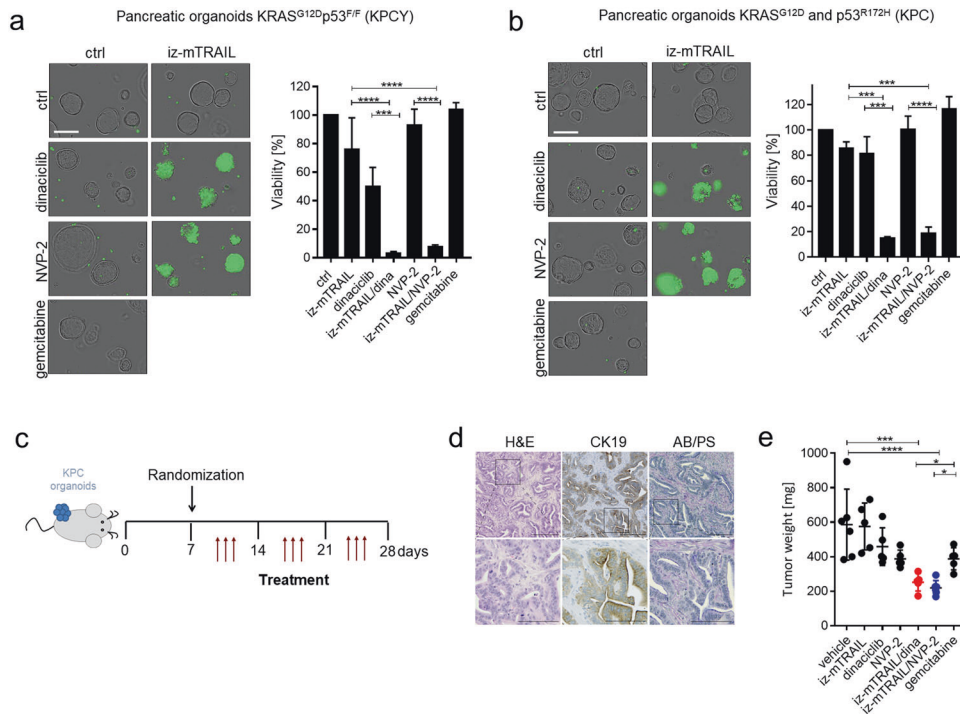 a
Pancreatic organoids KRASG12Dp53F/F (KPCY)
ctrl
iz-mTRAIL
ctrl
dinaciclib
NVP-2
gemcitabine
****
**** ****
***
Viability [%]
120
100
80
60
40
20
0
ctrl
iz-mTRAIL
dinaciclib
iz-mTRAIL/dina
NVP-2
iz-mTRAIL/NVP-2
gemcitabine
b
Pancreatic organoids KRASG12D and p53R172H (KPC)
ctrl
iz-mTRAIL
ctrl
dinaciclib
NVP-2
gemcitabine
***
***
*** ****
Viability [%]
120
100
80
60
40
20
0
ctrl
iz-mTRAIL
dinaciclib
iz-mTRAIL/dina
NVP-2
iz-mTRAIL/NVP-2
gemcitabine
c
KPC
organoids
Randomization
0 7 14 21 28 days
Treatment
d
H&E CK19 AB/PS
e
***
****
*
*
Tumor weight [mg]
1000
800
600
400
200
0
vehicle
iz-mTRAIL
dinaciclib
NVP-2
iz-mTRAIL/dina
iz-mTRAIL/NVP-2
gemcitabine